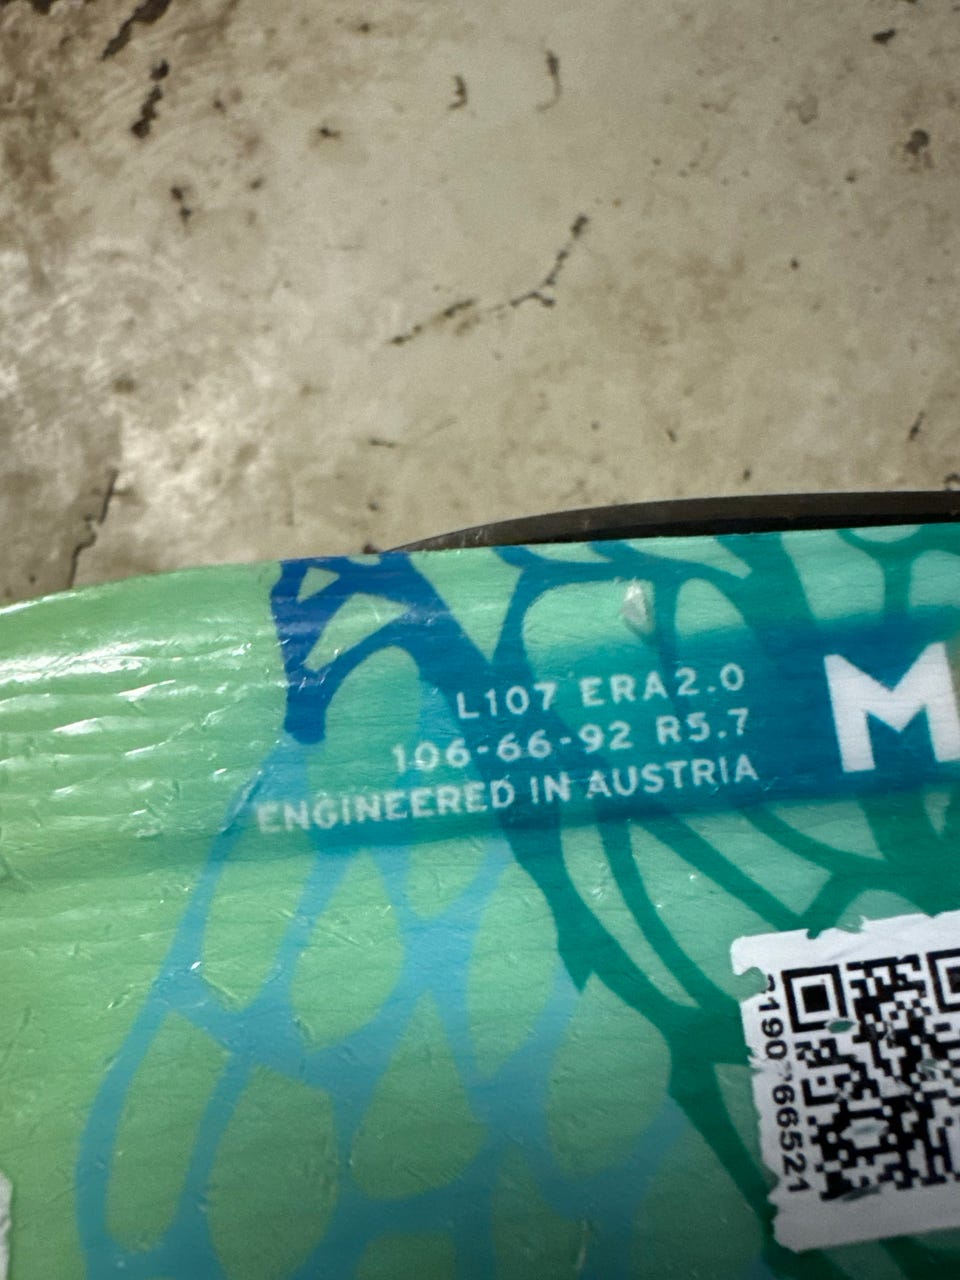 L107 ERA2.0
106-66-92 R5.7
ENGINEERED IN AUSTRIA
M